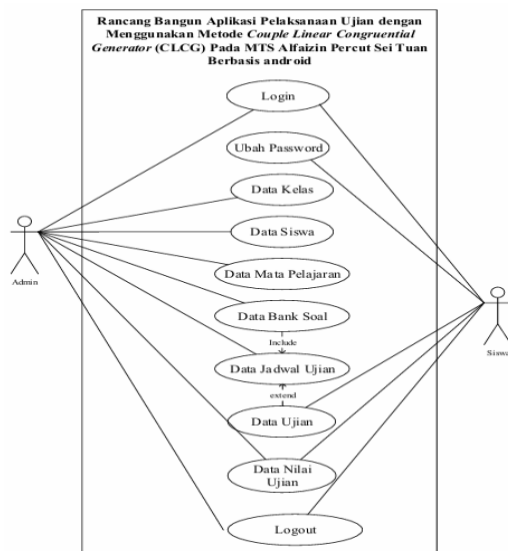 Rancang Bangun Aplikasi Pelaksanaan Ujian dengan
Menggunakan Metode Couple Linear Congruential
Generator (CLCG) Pada MTS Alfaizin Percut Sei Tuan
Berbasis android
Login
Ubah Password
Data Kelas
Data Siswa
Admin
Data Mata Pelajaran
Data Bank Soal
Include
Siswa
Data Jadwal Ujian
extend
Data Ujian
Data Nilai
Ujian
Logout